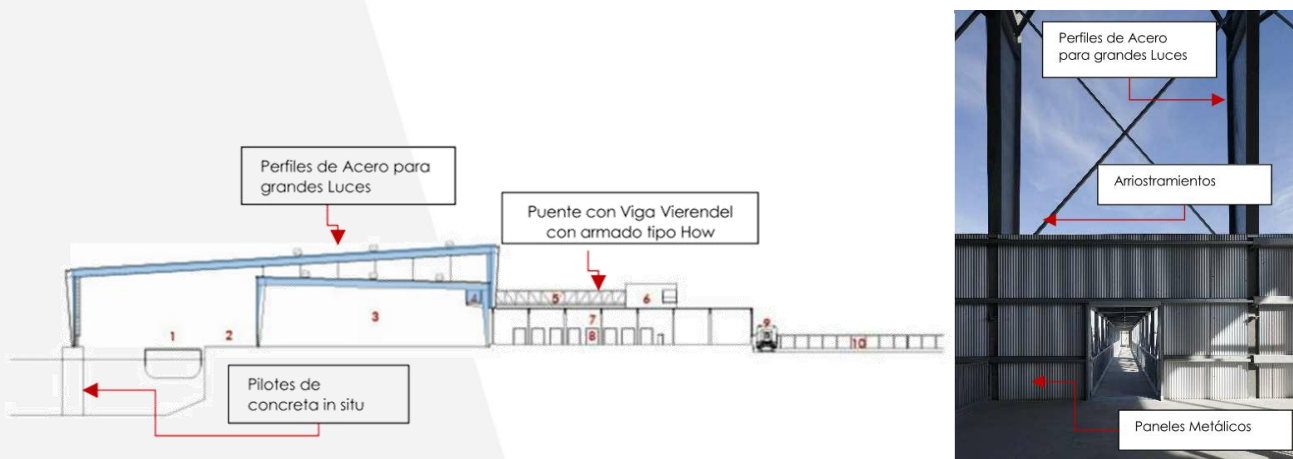 Perfiles de Acero para
grandes Luces
Puente con Viga Vierendel
con armado tipo How
4
5
6
3
7
1
2
8
9
10
Pilotes de
concreta in situ
Perfiles de Acero
para grandes Luces
Arriostramientos
Paneles Metálicos